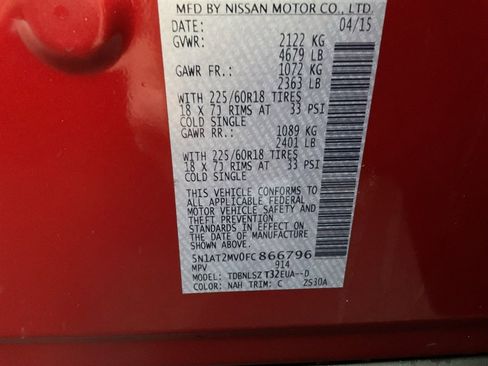 MFD BY NISSAN MOTOR CO., LTD.
DATE: 04/15
GVWR: 2122 KG
4679 LB
GAWR FR.: 1072 KG
2363 LB
WITH 225/60R18 TIRES
18 X 7J RIMS AT 33 PSI
COLD SINGLE
GAWR RR.: 1089 KG
2401 LB
WITH 225/60R18 TIRES
18 X 7J RIMS AT 33 PSI
COLD SINGLE
THIS VEHICLE CONFORMS TO
ALL APPLICABLE FEDERAL
MOTOR VEHICLE SAFETY AND
THEFT PREVENTION
STANDARDS IN EFFECT ON
THE DATE OF MANUFACTURE
SHOWN ABOVE.
5N1AT2MV0FC866796
MPV 914
MODEL: TDBNLSZ T32EUA--D
COLOR: NAH TRIM: C ZS30A